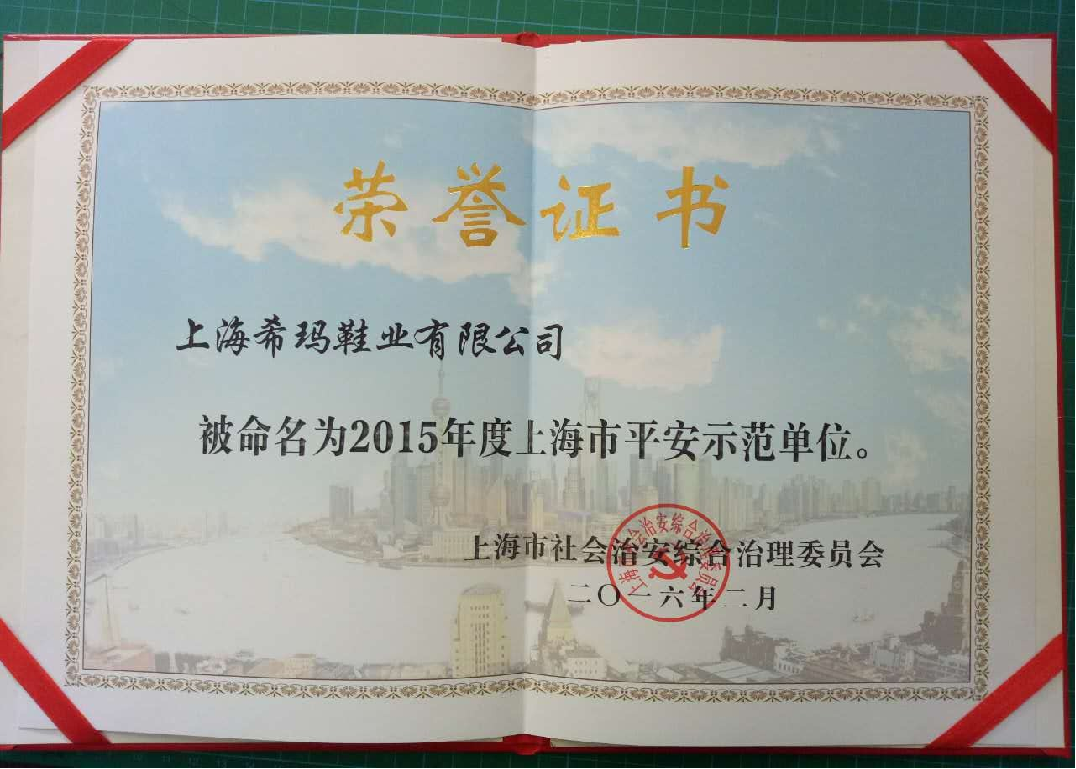 荣誉证书
上海希玛鞋业有限公司
被命名为2015年度上海市平安示范单位。
上海市社会治安综合治理委员会
二〇一六年二月